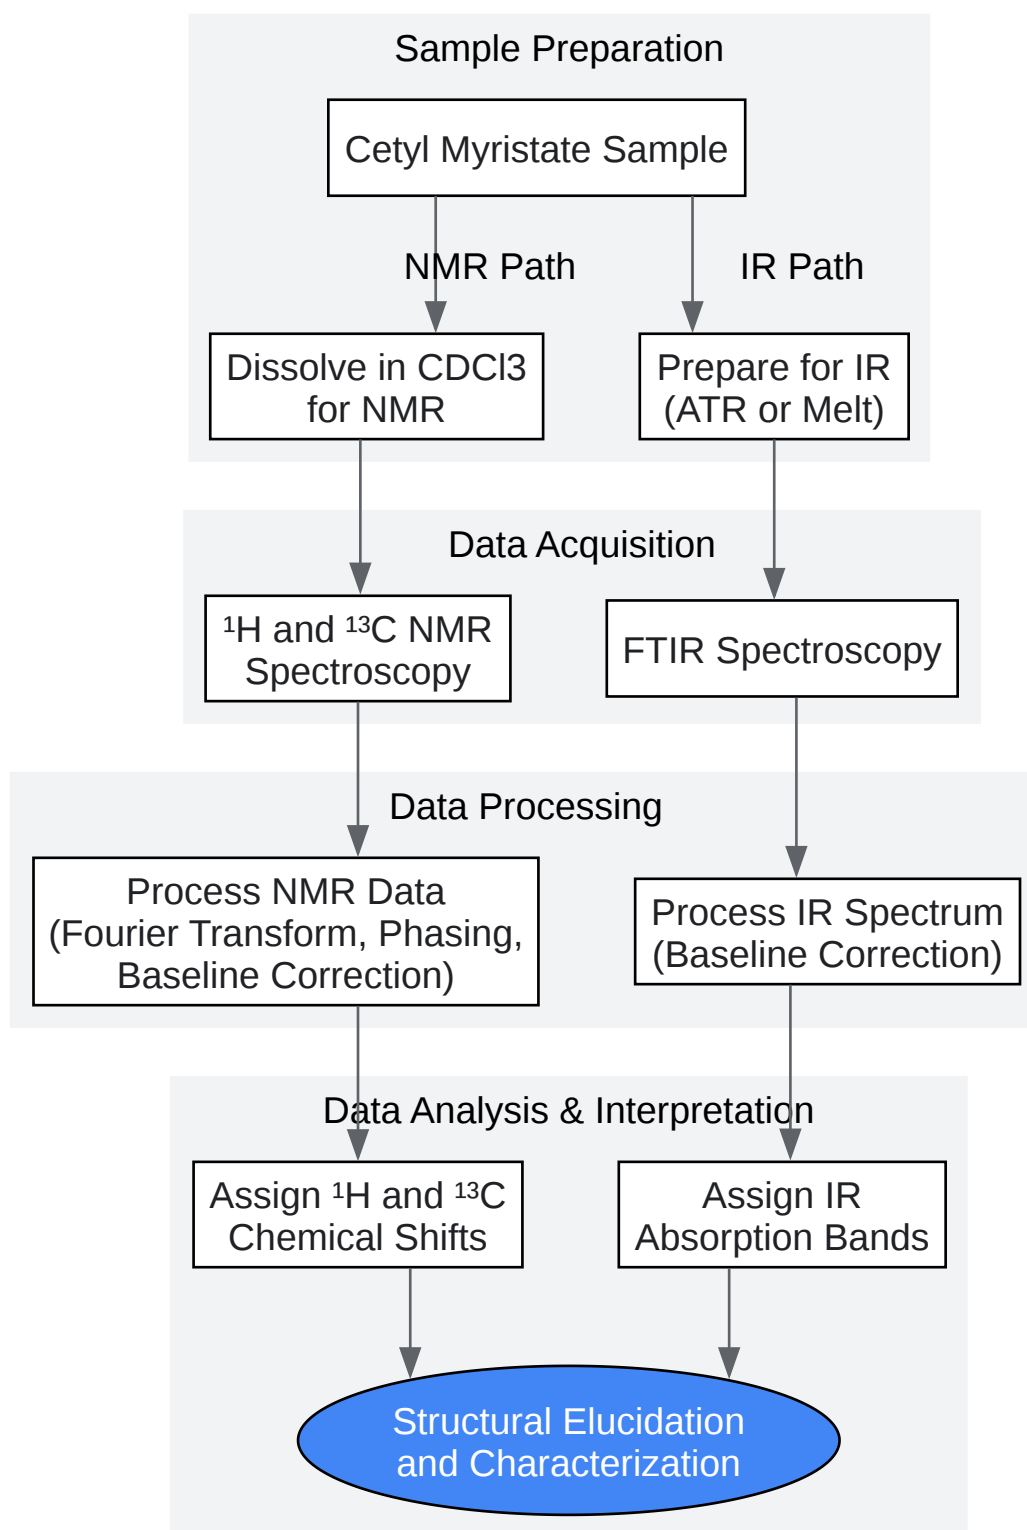 Sample Preparation
Cetyl Myristate Sample
NMR Path
IR Path
Dissolve in CDCl3
for NMR
Prepare for IR
(ATR or Melt)
Data Acquisition
¹H and ¹³C NMR
Spectroscopy
FTIR Spectroscopy
Data Processing
Process NMR Data
(Fourier Transform, Phasing,
Baseline Correction)
Process IR Spectrum
(Baseline Correction)
Data Analysis & Interpretation
Assign ¹H and ¹³C
Chemical Shifts
Assign IR
Absorption Bands
Structural Elucidation
and Characterization